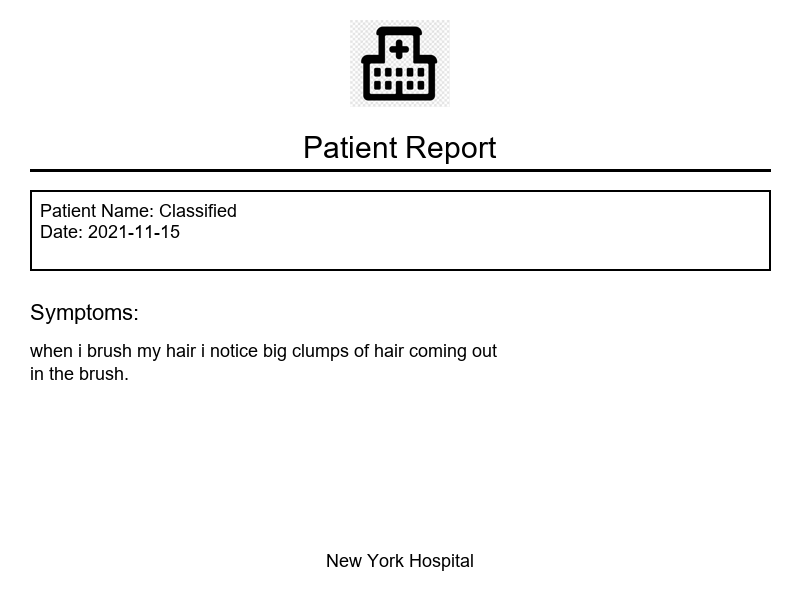 Patient Report
Patient Name: Classified
Date: 2021-11-15
Symptoms:
when i brush my hair i notice big clumps of hair coming out
in the brush.
New York Hospital